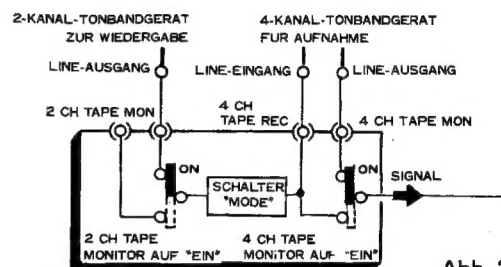 2-KANAL-TONBANDGERAT
ZUR WIEDERGABE
4-KANAL-TONBANDGERAT
FUR AUFNAHME
LINE-AUSGANG
LINE-EINGANG
LINE-AUSGANG
2 CH TAPE MON
4 CH
TAPE REC
4 CH TAPE MON
ON
ON
SIGNAL
SCHALTER
"MODE"
2 CH TAPE
MONITOR AUF "EIN"
4 CH TAPE
MONITOR AUF "EIN"
Abb.